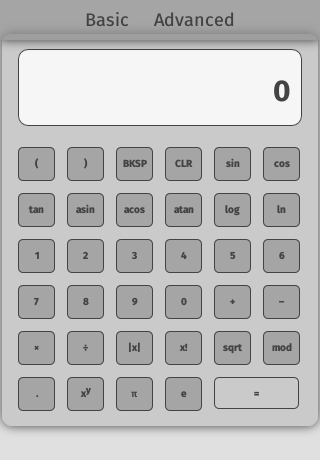 Basic Advanced
0
( ) BKSP CLR sin cos
tan asin acos atan log ln
1 2 3 4 5 6
7 8 9 0 + −
× ÷ |x| x! sqrt mod
. xʸ π e =